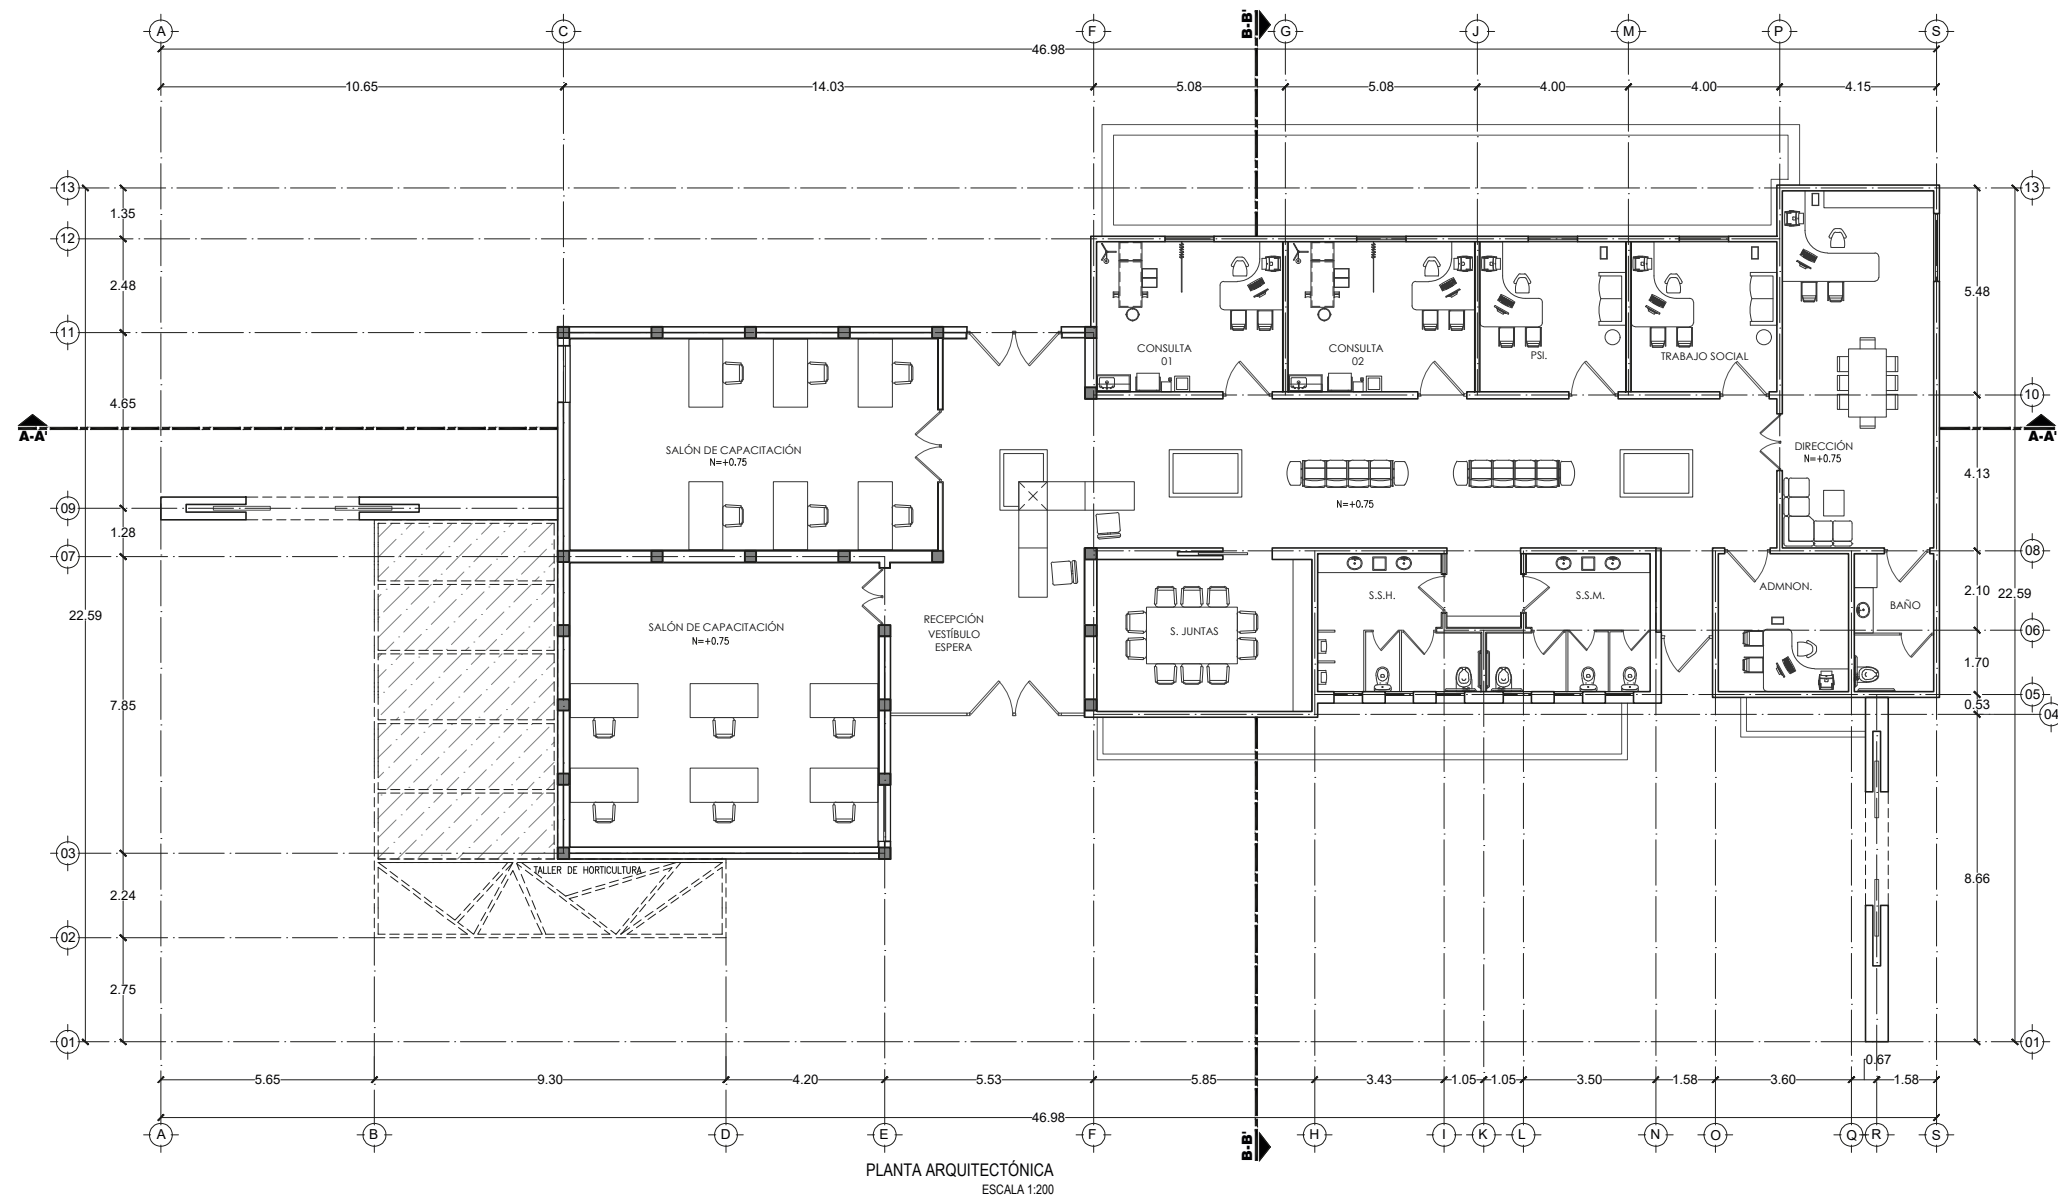 A
C
F
B-B'
G
J
M
P
S
46.98
10.65
14.03
5.08
5.08
4.00
4.00
4.15
13
13
1.35
12
2.48
5.48
11
CONSULTA
01
CONSULTA
02
PSI.
TRABAJO SOCIAL
4.65
10
A-A'
A-A'
SALÓN DE CAPACITACIÓN
N=+0.75
DIRECCIÓN
N=+0.75
4.13
N=+0.75
09
1.28
07
08
ADMNON.
2.10
22.59
22.59
S.S.H.
S.S.M.
BAÑO
RECEPCIÓN
VESTÍBULO
ESPERA
SALÓN DE CAPACITACIÓN
N=+0.75
S. JUNTAS
06
1.70
05
0.53
04
7.85
03
TALLER DE HORTICULTURA
2.24
8.66
02
2.75
01
01
0.67
5.65
9.30
4.20
5.53
5.85
3.43
1.05
1.05
3.50
1.58
3.60
1.58
46.98
A
B
D
E
F
B-B'
H
I
K
L
N
O
Q
R
S
PLANTA ARQUITECTÓNICA
ESCALA 1:200